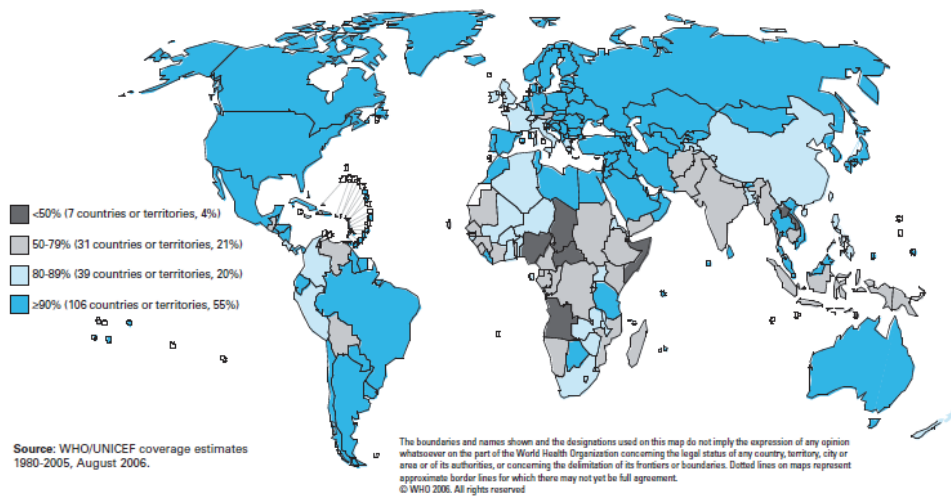 <50% (7 countries or territories, 4%)
50-79% (31 countries or territories, 21%)
80-89% (39 countries or territories, 20%)
≥90% (106 countries or territories, 55%)
Source: WHO/UNICEF coverage estimates
1980-2005, August 2006.
The boundaries and names shown and the designations used on this map do not imply the expression of any opinion
whatsoever on the part of the World Health Organization concerning the legal status of any country, territory, city or
area or of its authorities, or concerning the delimitation of its frontiers or boundaries. Dotted lines on maps represent
approximate border lines for which there may not yet be full agreement.
© WHO 2006. All rights reserved